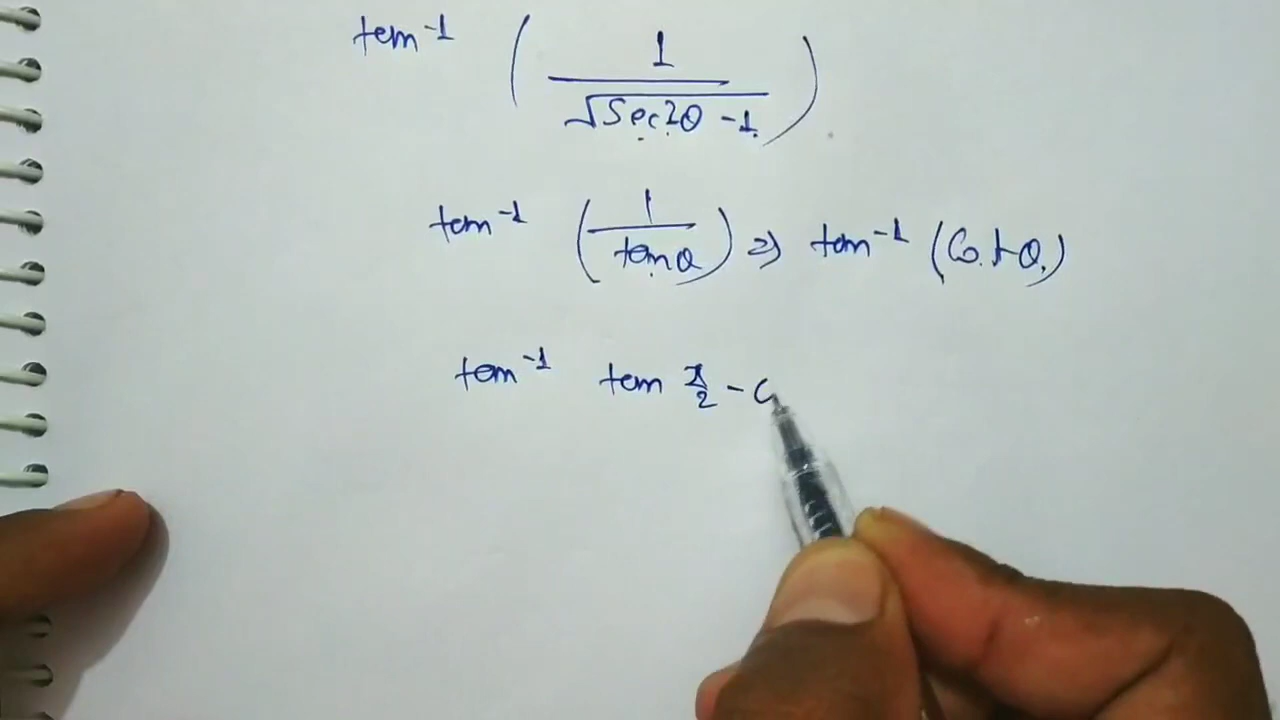 tan⁻¹ ( 1 / √Sec2θ - 1 )
tan⁻¹ ( 1 / tanθ ) ⇒ tan⁻¹ (Cotθ)
tan⁻¹ tan π/2 -